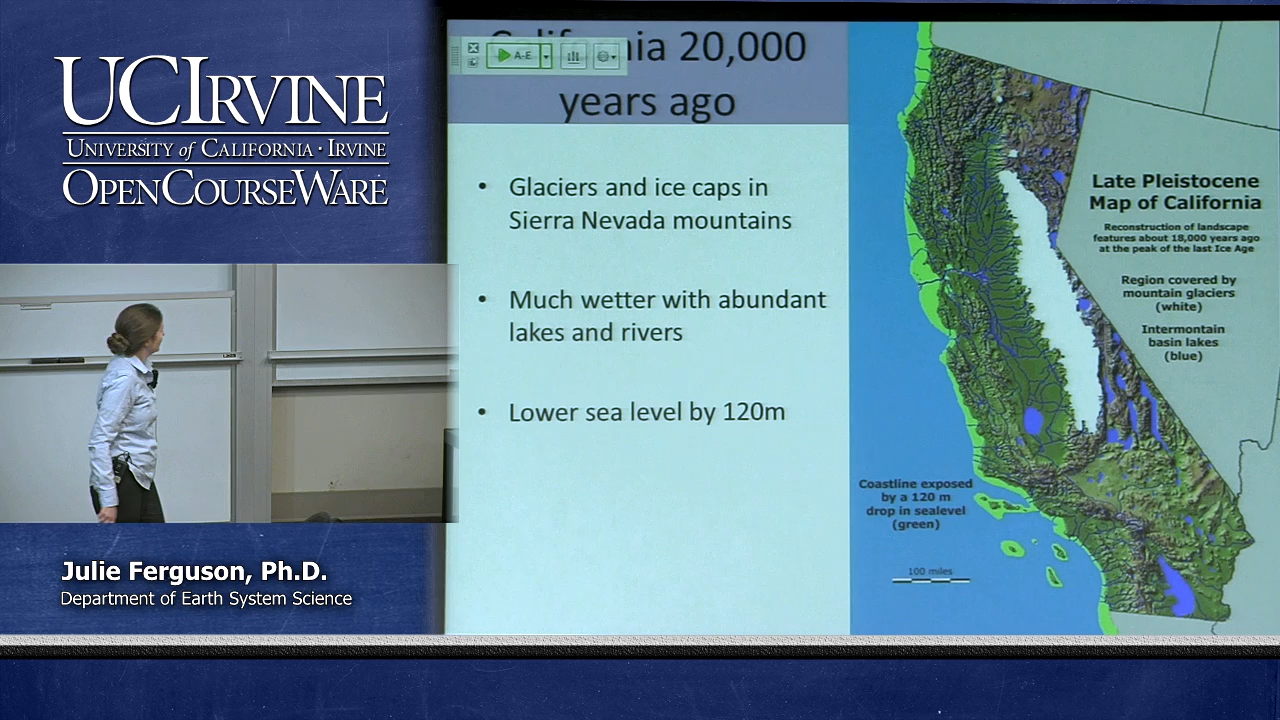 UCIRVINE
UNIVERSITY of CALIFORNIA · IRVINE
OPENCOURSEWARE
Julie Ferguson, Ph.D.
Department of Earth System Science
A-E
20,000
years ago
• Glaciers and ice caps in
Sierra Nevada mountains
• Much wetter with abundant
lakes and rivers
• Lower sea level by 120m
Late Pleistocene
Map of California
Reconstruction of landscape
features about 18,000 years ago
at the peak of the last Ice Age
Region covered by
mountain glaciers
(white)
Intermontain
basin lakes
(blue)
Coastline exposed
by a 120 m
drop in sealevel
(green)
100 miles